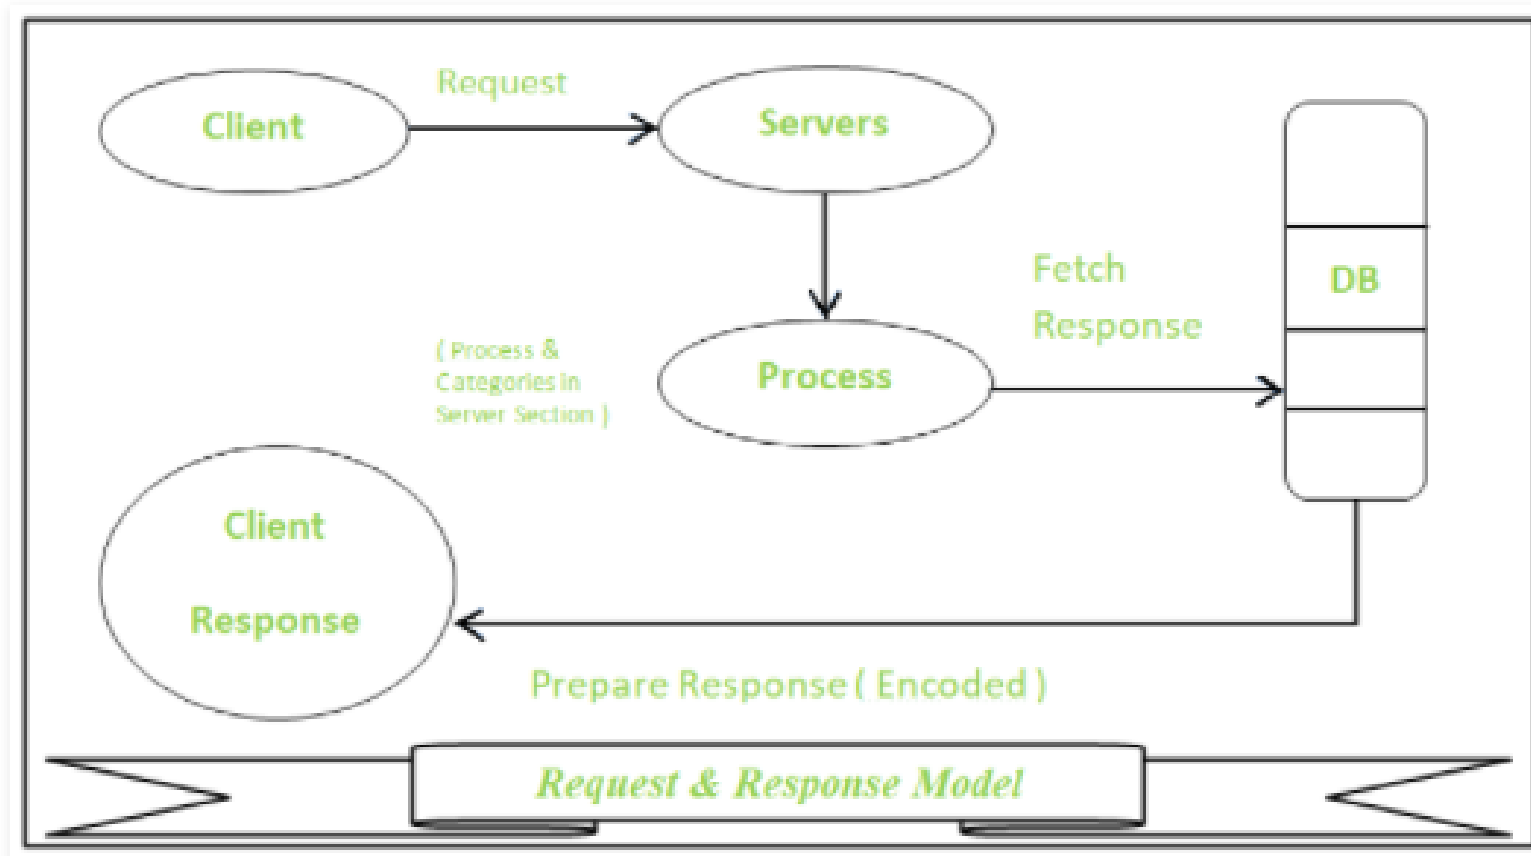 Client
Request
Servers
Fetch
Response
DB
( Process &
Categories in
Server Section )
Process
Client
Response
Prepare Response ( Encoded )
Request & Response Model